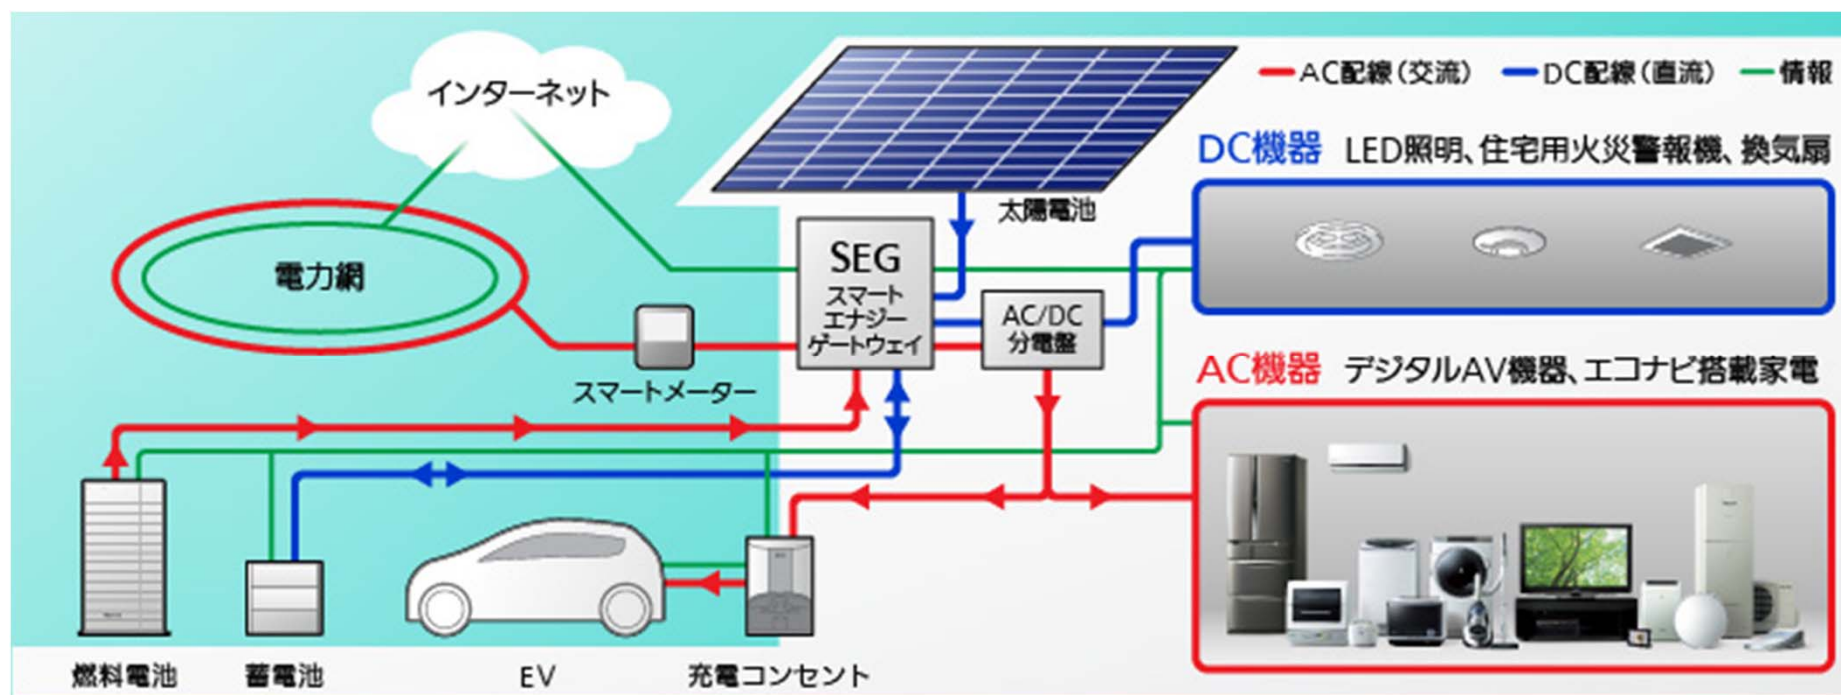 インターネット
AC配線(交流) DC配線(直流) 情報
DC機器 LED照明、住宅用火災警報機、換気扇
太陽電池
電力網
SEG
スマート
エナジー
ゲートウェイ
AC/DC
分電盤
スマートメーター
AC機器 デジタルAV機器、エコナビ搭載家電
燃料電池 蓄電池 EV 充電コンセント